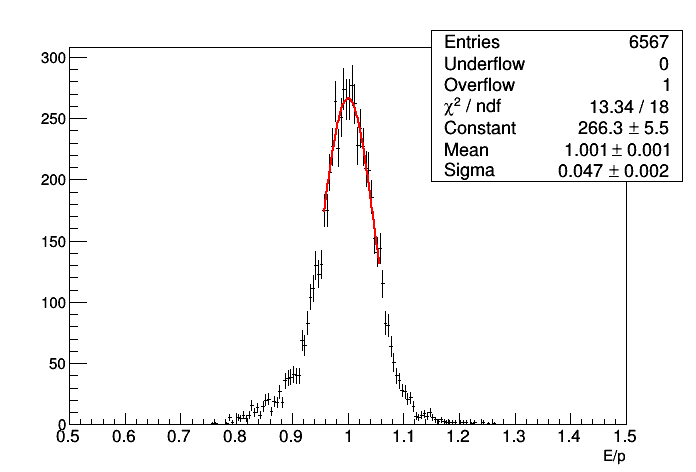 Entries 6567
Underflow 0
Overflow 1
χ² / ndf 13.34 / 18
Constant 266.3 ± 5.5
Mean 1.001 ± 0.001
Sigma 0.047 ± 0.002
300
250
200
150
100
50
0
0.5 0.6 0.7 0.8 0.9 1 1.1 1.2 1.3 1.4 1.5
E/p